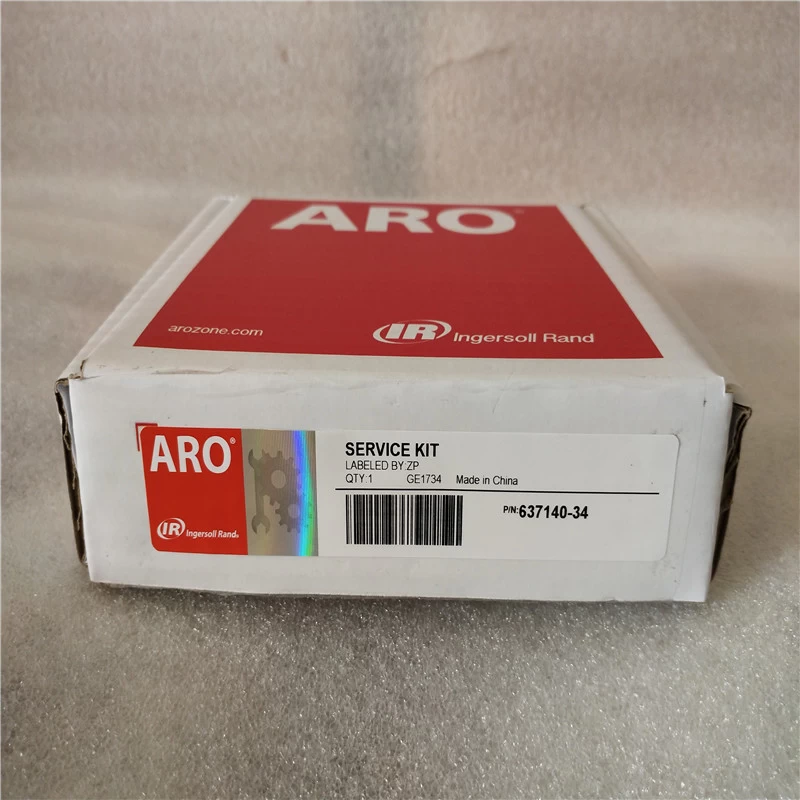 ARO
arozone.com
IR Ingersoll Rand
ARO®
IR Ingersoll Rand®
SERVICE KIT
LABELED BY:ZP
QTY:1 GE1734 Made in China
P/N:637140-34